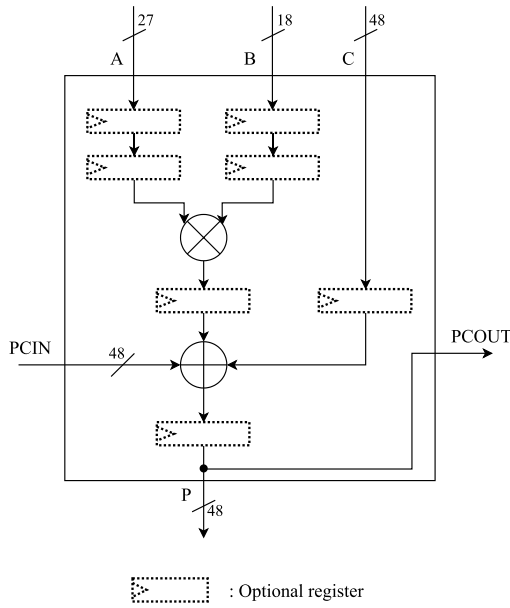 27
18
48
A
B
C
PCIN
48
PCOUT
P
48
: Optional register